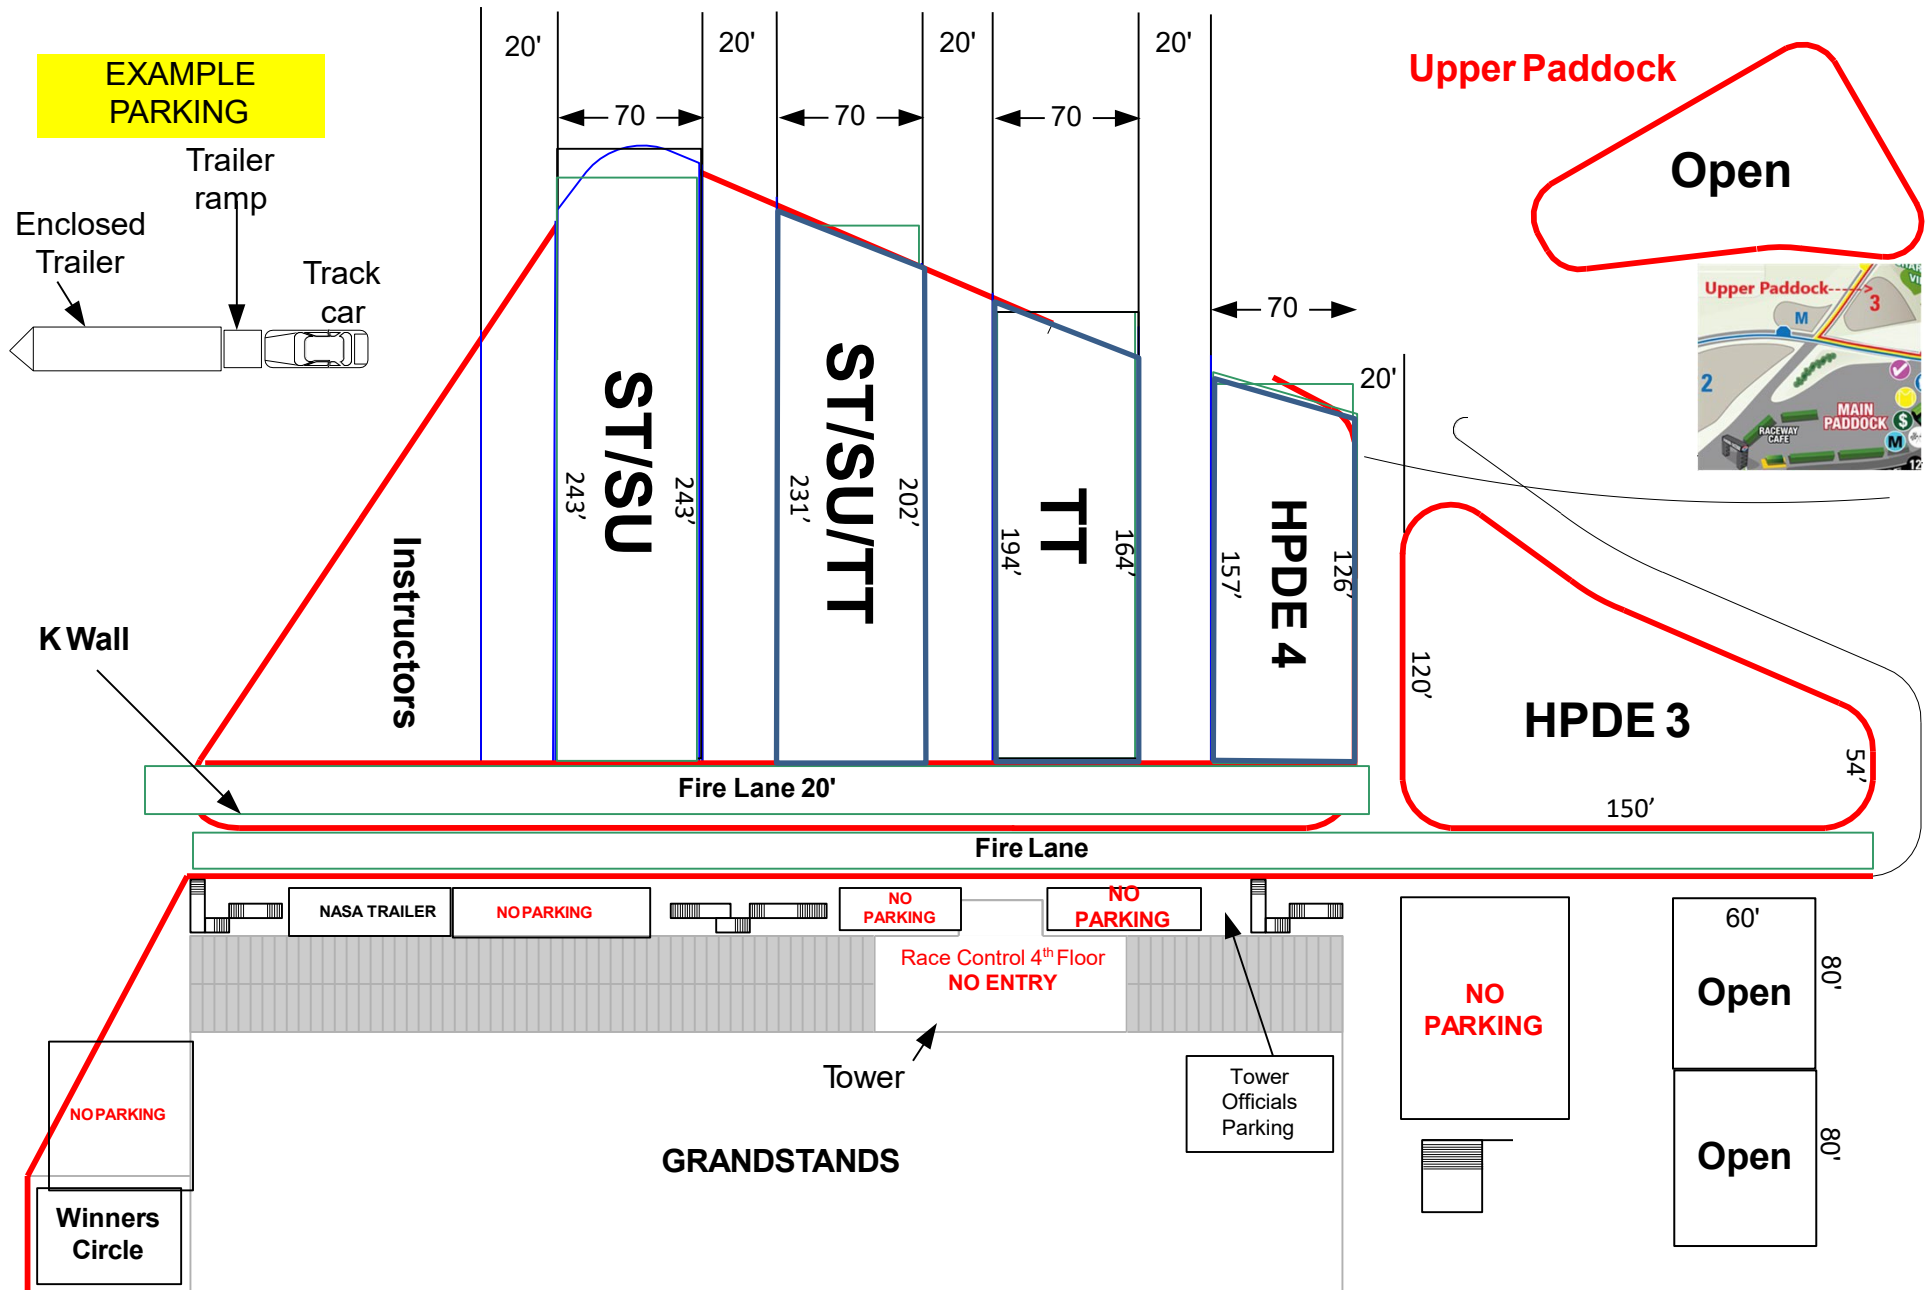 EXAMPLE
PARKING
20'
20'
20'
20'
Upper Paddock
70
70
70
Open
Trailer
ramp
Enclosed
Trailer
Track
car
70
20'
Upper Paddock---->
3
M
2
MAIN
PADDOCK
RACEWAY
CAFE
$
M
Instructors
ST/SU
243’
243’
ST/SU/TT
231’
202’
TT
194’
164’
HPDE 4
157’
126’
K Wall
120’
HPDE 3
54’
150’
Fire Lane 20'
Fire Lane
NASA TRAILER
NO PARKING
NO
PARKING
NO
PARKING
Race Control 4th Floor
NO ENTRY
Tower
Tower
Officials
Parking
NO
PARKING
60'
80'
Open
80'
Open
NO PARKING
GRANDSTANDS
Winners
Circle